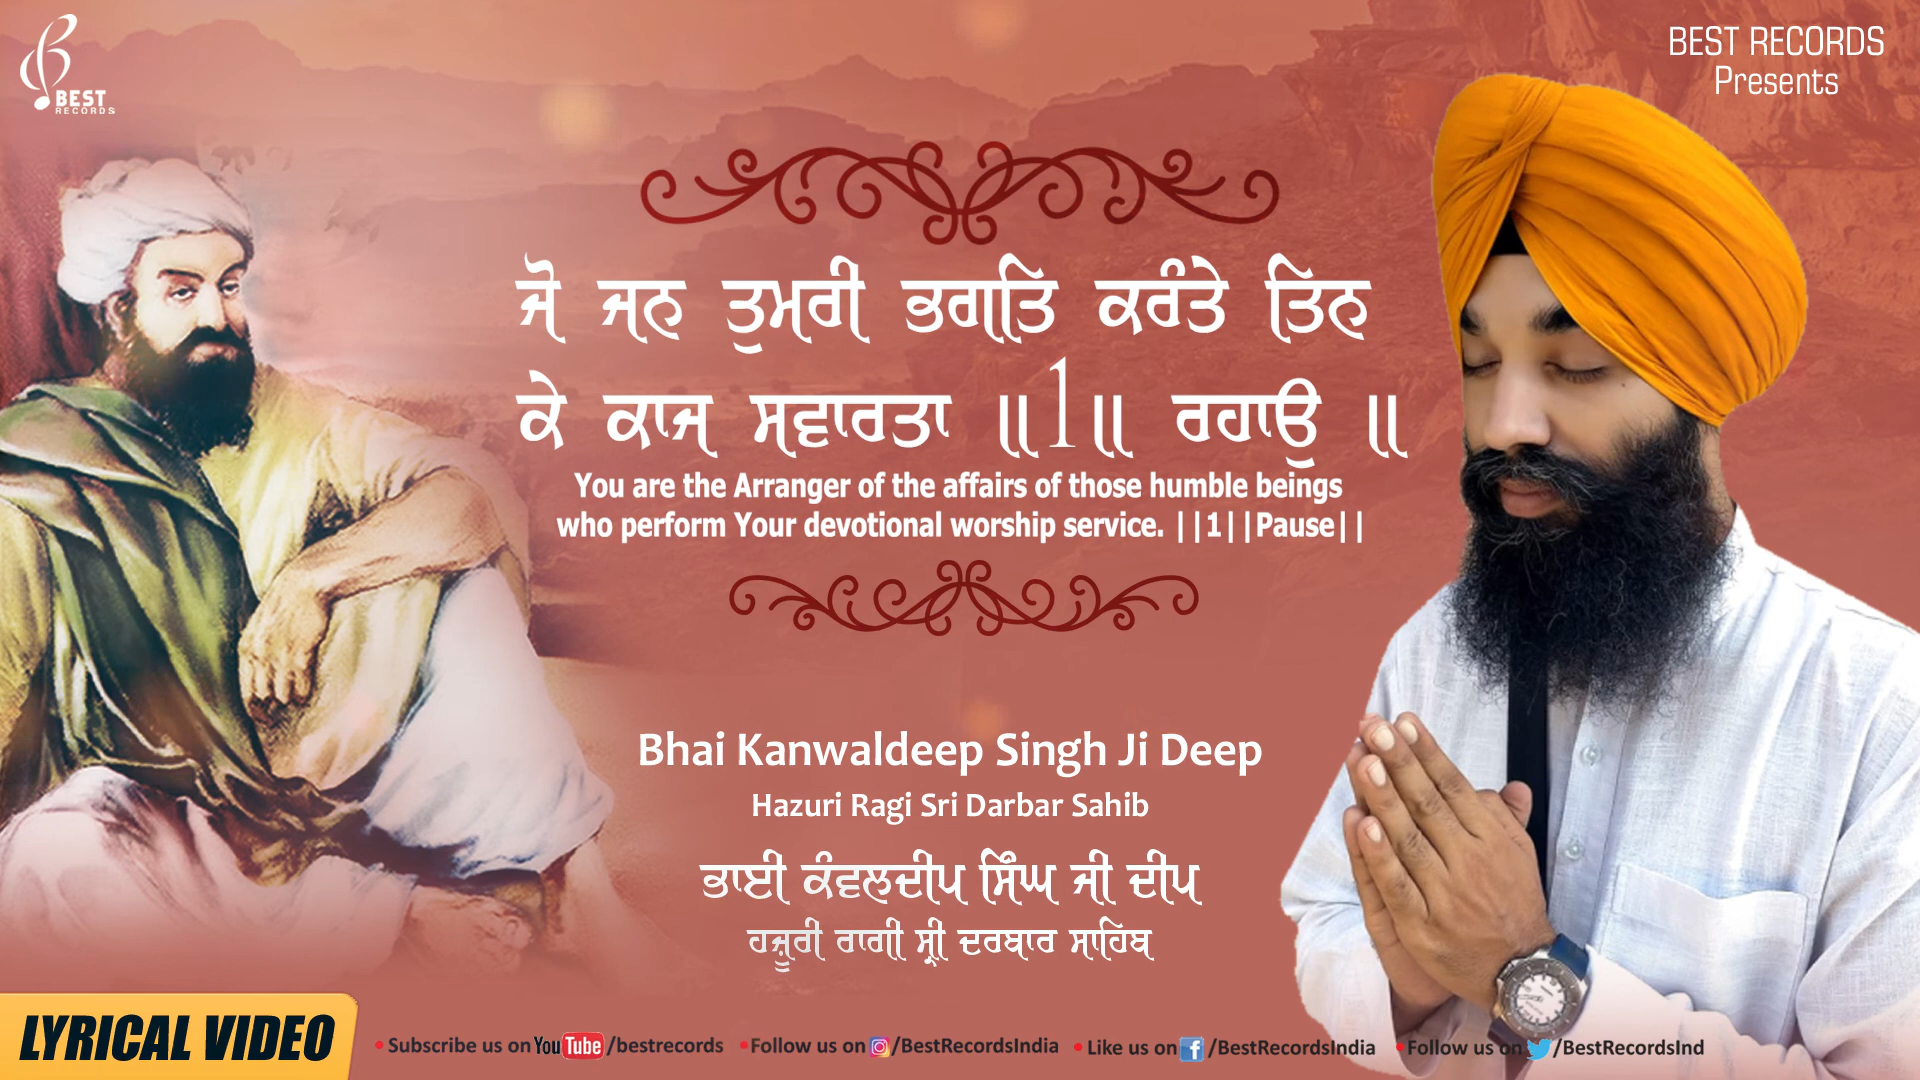 BEST
RECORDS
BEST RECORDS
Presents
ਜੋ ਜਨ ਤੁਮਰੀ ਭਗਤਿ ਕਰੰਤੇ ਤਿਨ
ਕੇ ਕਾਜ ਸਵਾਰਤਾ ॥1॥ ਰਹਾਉ ॥
You are the Arranger of the affairs of those humble beings
who perform Your devotional worship service. ||1||Pause||
Bhai Kanwaldeep Singh Ji Deep
Hazuri Ragi Sri Darbar Sahib
ਭਾਈ ਕੰਵਲਦੀਪ ਸਿੰਘ ਜੀ ਦੀਪ
ਹਜ਼ੂਰੀ ਰਾਗੀ ਸ੍ਰੀ ਦਰਬਾਰ ਸਾਹਿਬ
LYRICAL VIDEO
• Subscribe us on YouTube /bestrecords • Follow us on /BestRecordsIndia • Like us on f /BestRecordsIndia • Follow us on /BestRecordsInd